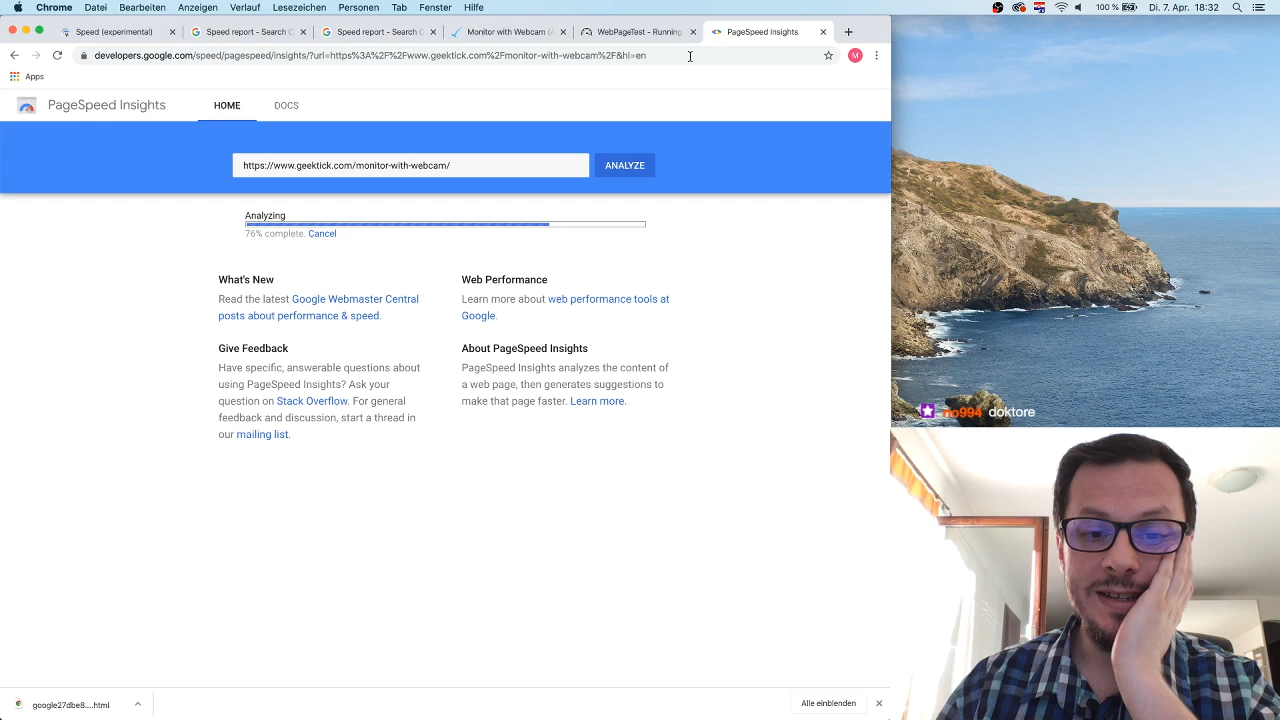 Chrome Datei Bearbeiten Anzeigen Verlauf Lesezeichen Personen Tab Fenster Hilfe
100 % Di. 7. Apr. 18:32
Speed (experimental) Speed report - Search C Speed report - Search C Monitor with Webcam (A WebPageTest - Running PageSpeed Insights
developers.google.com/speed/pagespeed/insights/?url=https%3A%2F%2Fwww.geektick.com%2Fmonitor-with-webcam%2F&hl=en
M
Apps
PageSpeed Insights HOME DOCS
https://www.geektick.com/monitor-with-webcam/ ANALYZE
Analyzing
76% complete. Cancel
What's New
Read the latest Google Webmaster Central
posts about performance & speed.
Web Performance
Learn more about web performance tools at
Google.
Give Feedback
Have specific, answerable questions about
using PageSpeed Insights? Ask your
question on Stack Overflow. For general
feedback and discussion, start a thread in
our mailing list.
About PageSpeed Insights
PageSpeed Insights analyzes the content of
a web page, then generates suggestions to
make that page faster. Learn more.
no994 doktore
google27dbe8....html Alle einblenden